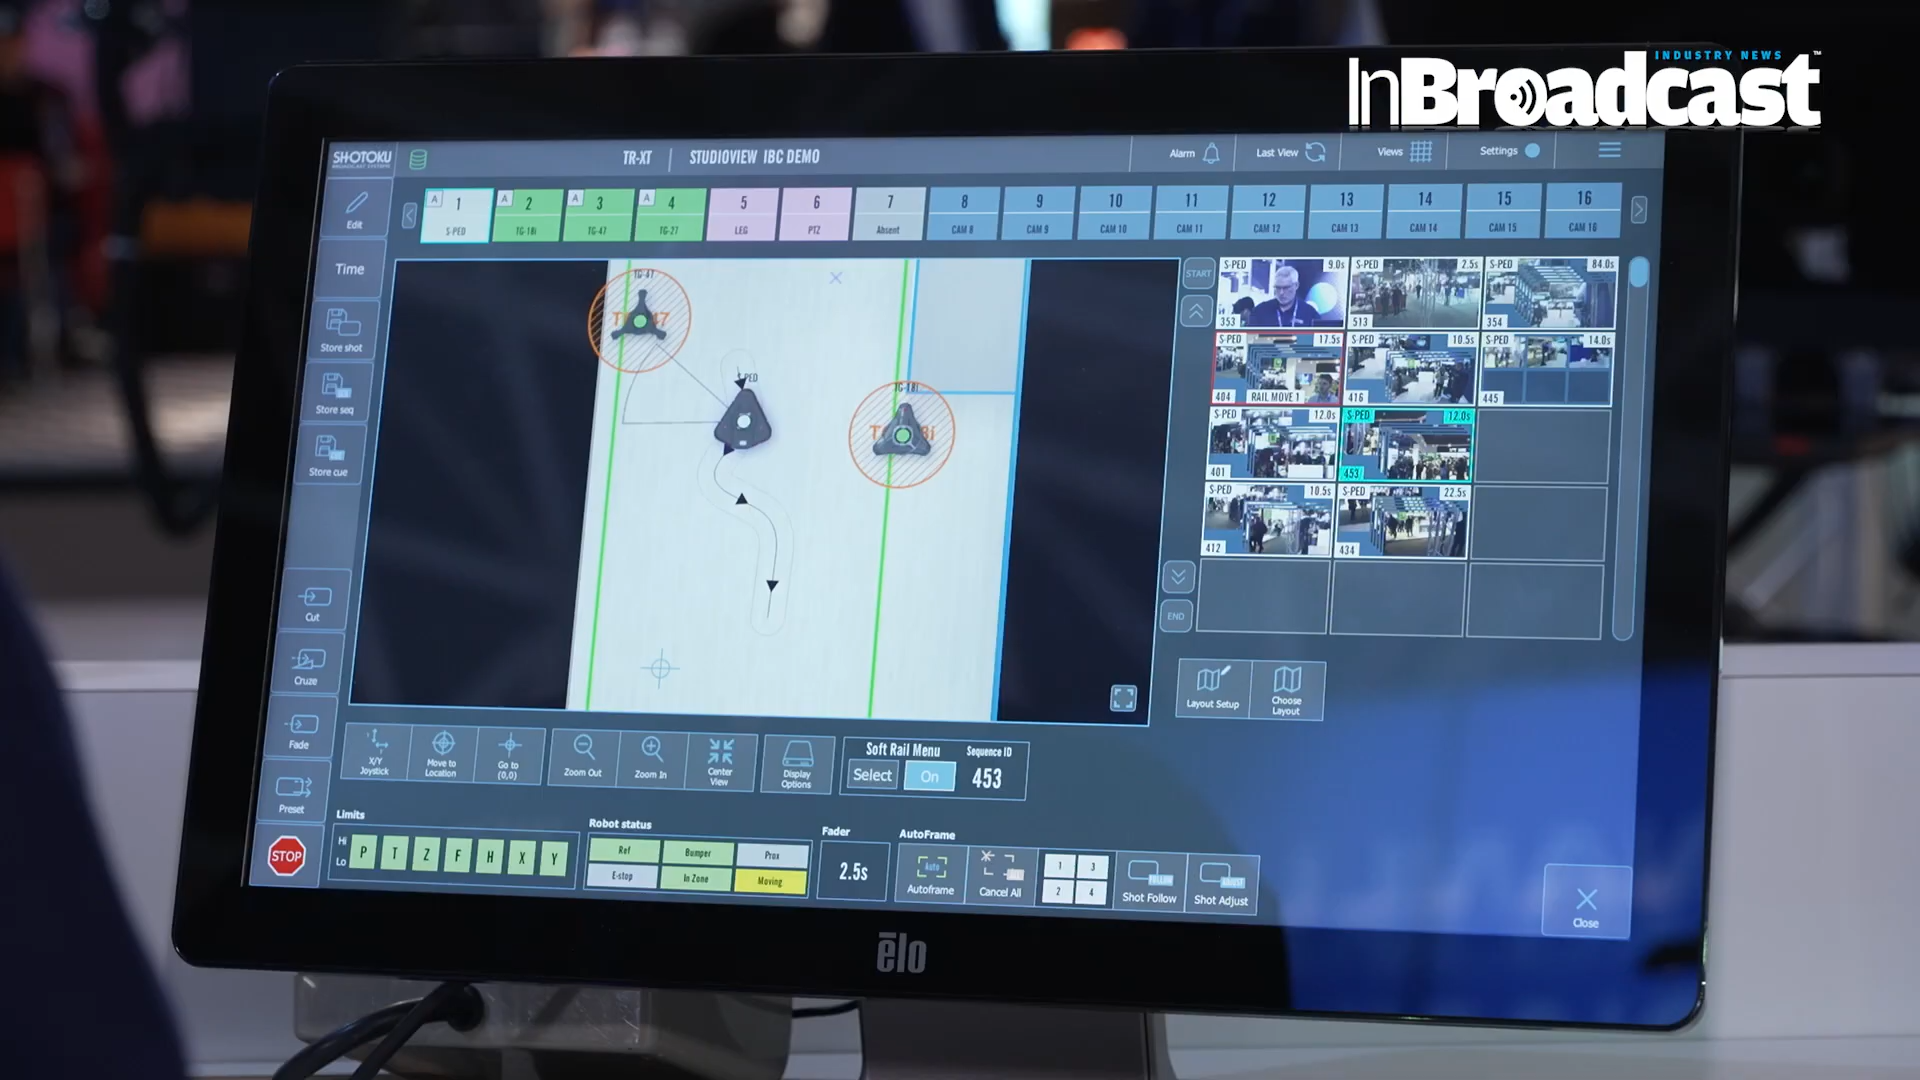 INDUSTRY NEWS
InBroadcast™
SHOTOKU
BROADCAST SYSTEMS
TR-XT
STUDIOVIEW IBC DEMO
Alarm
Last View
Views
Settings
Edit
A 1 S-PED
A 2 TG-18i
A 3 TG-47
A 4 TG-27
5 LEG
6 PTZ
7 Absent
8 CAM 8
9 CAM 9
10 CAM 10
11 CAM 11
12 CAM 12
13 CAM 13
14 CAM 14
15 CAM 15
16 CAM 16
Time
Store shot
Store seq
Store cue
Cut
Cruze
Fade
Preset
STOP
TG-18i
START
END
S-PED 9.0s 353
S-PED 2.5s 513
S-PED 84.0s 354
S-PED 17.5s 404 RAIL MOVE 1
S-PED 10.5s 416
S-PED 14.0s 445
S-PED 12.0s 401
S-PED 12.0s 453
S-PED 10.5s 412
S-PED 22.5s 434
Layout Setup
Choose Layout
X/Y Joystick
Move to Location
Go to (0,0)
Zoom Out
Zoom In
Center View
Display Options
Soft Rail Menu
Select
On
Sequence ID
453
Limits
Hi
Lo
P T Z F H X Y
Robot status
Ref
Bumper
Prox
E-stop
In Zone
Moving
Fader
2.5s
AutoFrame
Auto
Autoframe
Cancel All
1 3
2 4
FOLLOW
Shot Follow
ADJUST
Shot Adjust
Close
ēlo